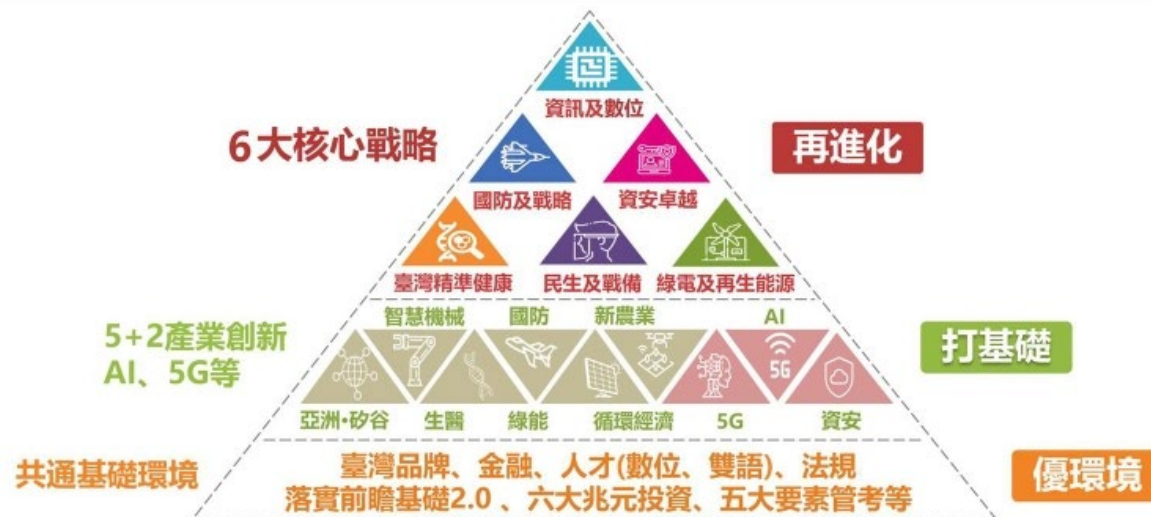 資訊及數位
6大核心戰略
再進化
國防及戰略
資安卓越
臺灣精準健康
民生及戰備
綠電及再生能源
智慧機械
國防
新農業
AI
5+2產業創新
AI、5G等
打基礎
5G
亞洲•矽谷
生醫
綠能
循環經濟
5G
資安
共通基礎環境
臺灣品牌、金融、人才(數位、雙語)、法規
落實前瞻基礎2.0、六大兆元投資、五大要素管考等
優環境